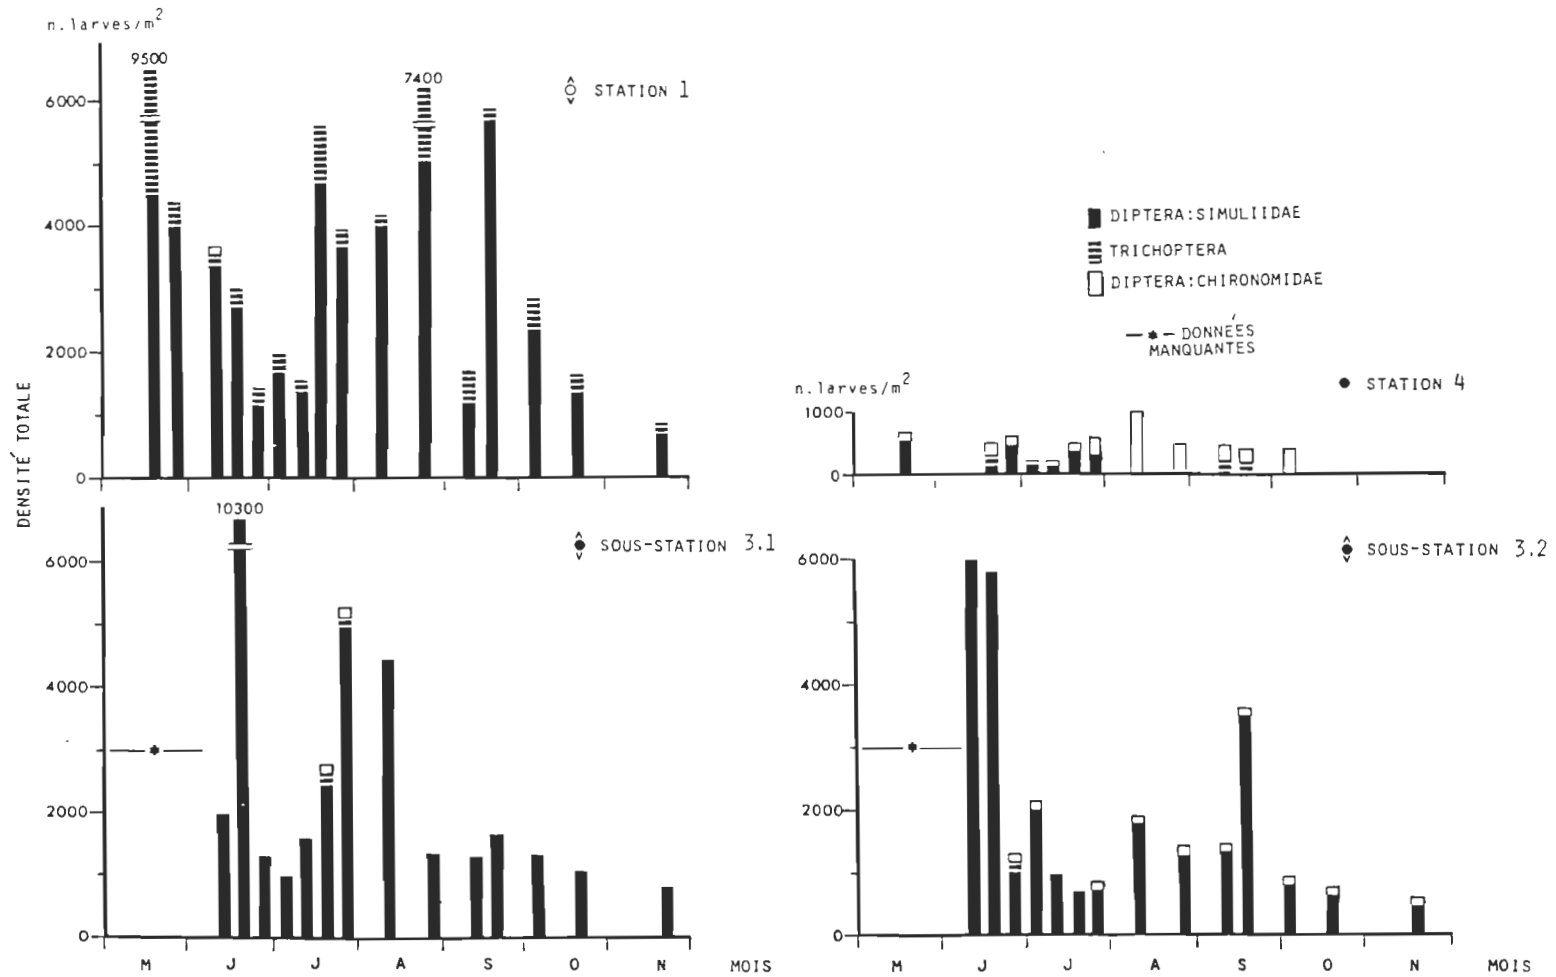 n.larves/m²
9500
7400
STATION 1
6000
4000
2000
0
DENSITÉ TOTALE
DIPTERA:SIMULIIDAE
TRICHOPTERA
DIPTERA:CHIRONOMIDAE
DONNÉES
MANQUANTES
n.larves/m²
STATION 4
1000
0
10300
SOUS-STATION 3.1
6000
4000
2000
0
M J J A S O N MOIS
SOUS-STATION 3.2
6000
4000
2000
0
M J J A S O N MOIS